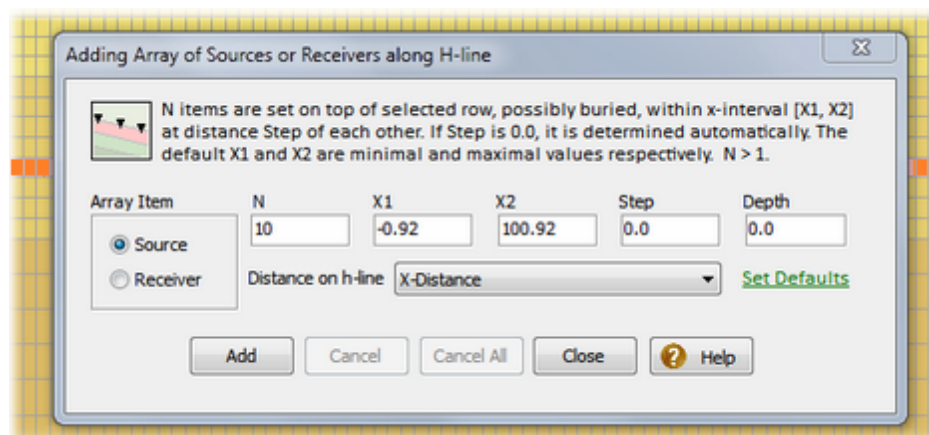 Adding Array of Sources or Receivers along H-line
N items are set on top of selected row, possibly buried, within x-interval [X1, X2]
at distance Step of each other. If Step is 0.0, it is determined automatically. The
default X1 and X2 are minimal and maximal values respectively. N > 1.
Array Item N X1 X2 Step Depth
10 -0.92 100.92 0.0 0.0
Source
Receiver Distance on h-line X-Distance Set Defaults
Add Cancel Cancel All Close ? Help